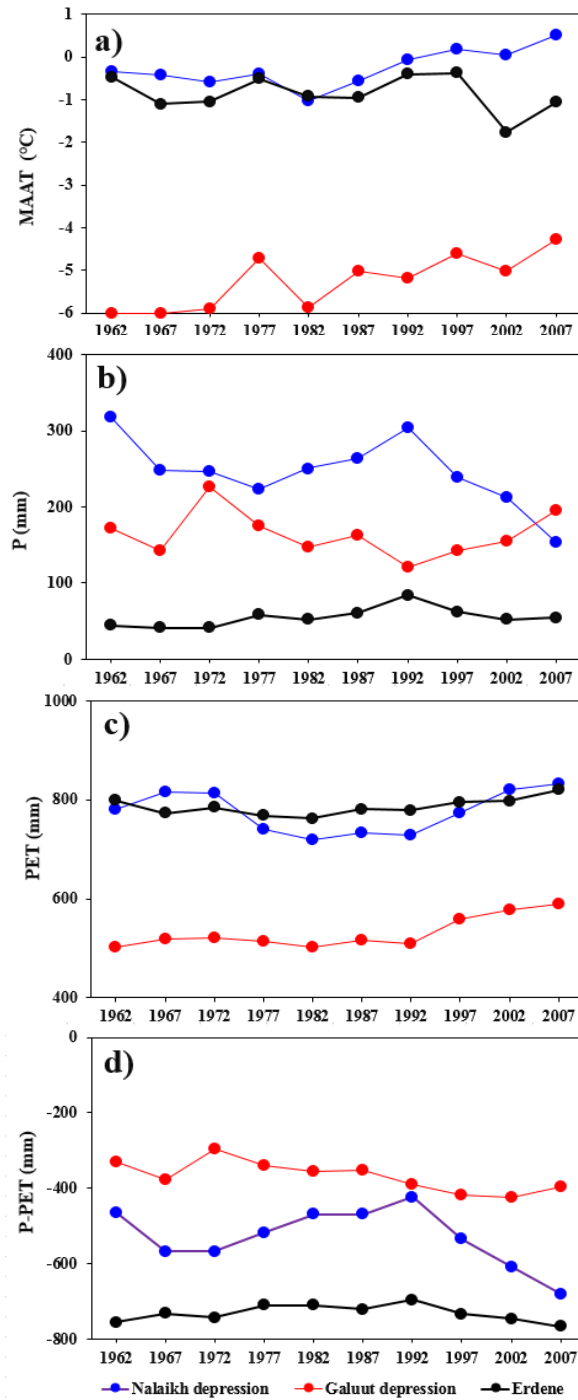 a)
MAAT (°C)
1
0
-1
-2
-3
-4
-5
-6
1962 1967 1972 1977 1982 1987 1992 1997 2002 2007
b)
P (mm)
400
300
200
100
0
1962 1967 1972 1977 1982 1987 1992 1997 2002 2007
c)
PET (mm)
1000
800
600
400
1962 1967 1972 1977 1982 1987 1992 1997 2002 2007
d)
P-PET (mm)
0
-200
-400
-600
-800
1962 1967 1972 1977 1982 1987 1992 1997 2002 2007
Nalaikh depression Galuut depression Erdene